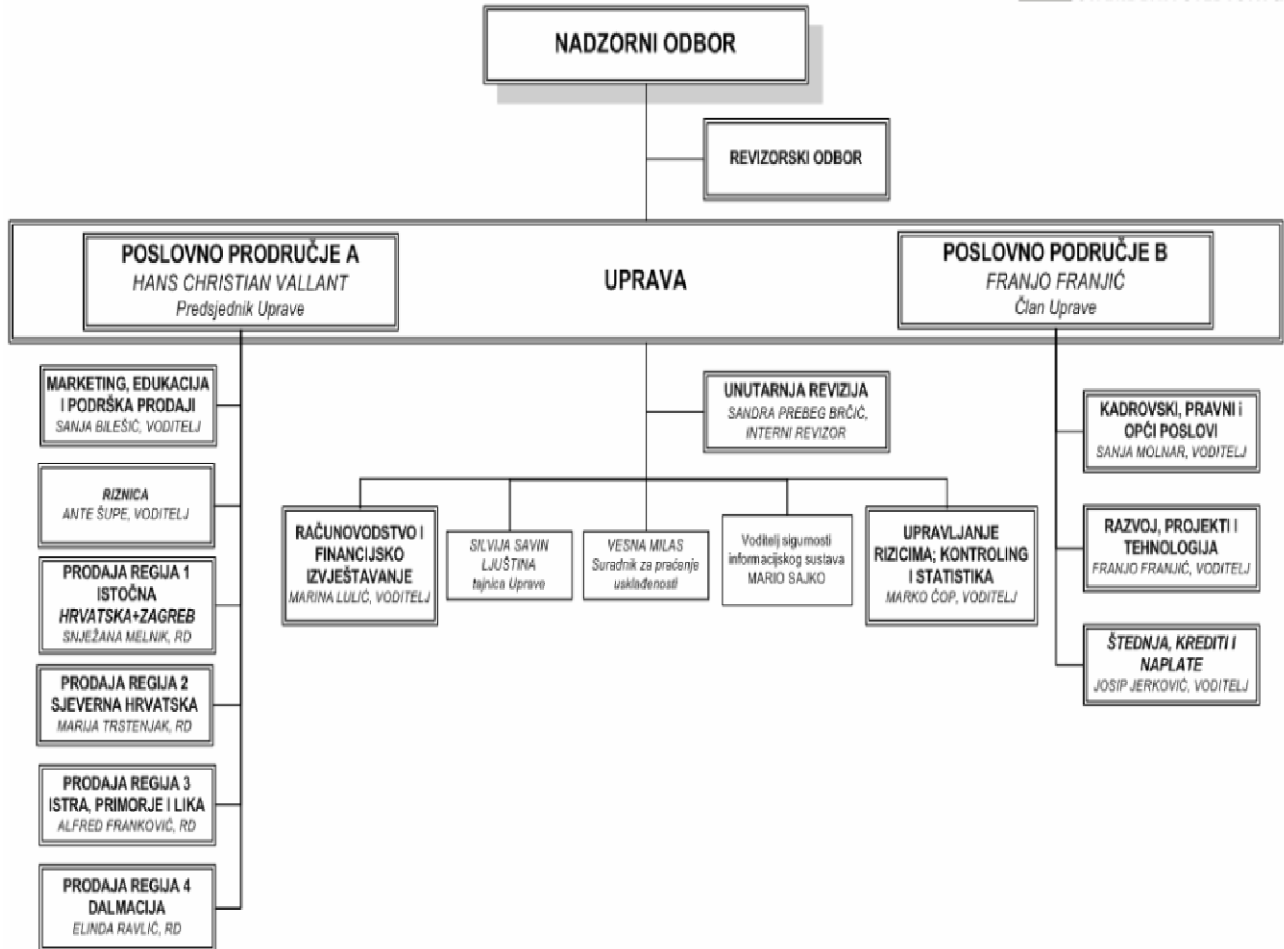 NADZORNI ODBOR
REVIZORSKI ODBOR
POSLOVNO PRODRUČJE A
HANS CHRISTIAN VALLANT
Predsjednik Uprave
UPRAVA
POSLOVNO PODRUČJE B
FRANJO FRANJIĆ
Član Uprave
MARKETING, EDUKACIJA
I PODRŠKA PRODAJI
SANJA BILEŠIĆ, VODITELJ
RIZNICA
ANTE ŠUPE, VODITELJ
PRODAJA REGIJA 1
ISTOČNA
HRVATSKA+ZAGREB
SNJEŽANA MELNIK, RD
PRODAJA REGIJA 2
SJEVERNA HRVATSKA
MARIJA TRSTENJAK, RD
PRODAJA REGIJA 3
ISTRA, PRIMORJE I LIKA
ALFRED FRANKOVIĆ, RD
PRODAJA REGIJA 4
DALMACIJA
ELINDA RAVLIĆ, RD
UNUTARNJA REVIZIJA
SANDRA PREBEG BRČIĆ,
INTERNI REVIZOR
RAČUNOVODSTVO I
FINANCIJSKO
IZVJEŠTAVANJE
MARINA LULIĆ, VODITELJ
SILVIJA SAVIN
LJUŠTINA
tajnica Uprave
VESNA MILAS
Suradnik za praćenje
usklađenosti
Voditelj sigurnosti
informacijskog sustava
MARIO SAJKO
UPRAVLJANJE
RIZICIMA; KONTROLING
I STATISTIKA
MARKO ČOP, VODITELJ
KADROVSKI, PRAVNI i
OPĆI POSLOVI
SANJA MOLNAR, VODITELJ
RAZVOJ, PROJEKTI I
TEHNOLOGIJA
FRANJO FRANJIĆ, VODITELJ
ŠTEDNJA, KREDITI I
NAPLATE
JOSIP JERKOVIĆ, VODITELJ